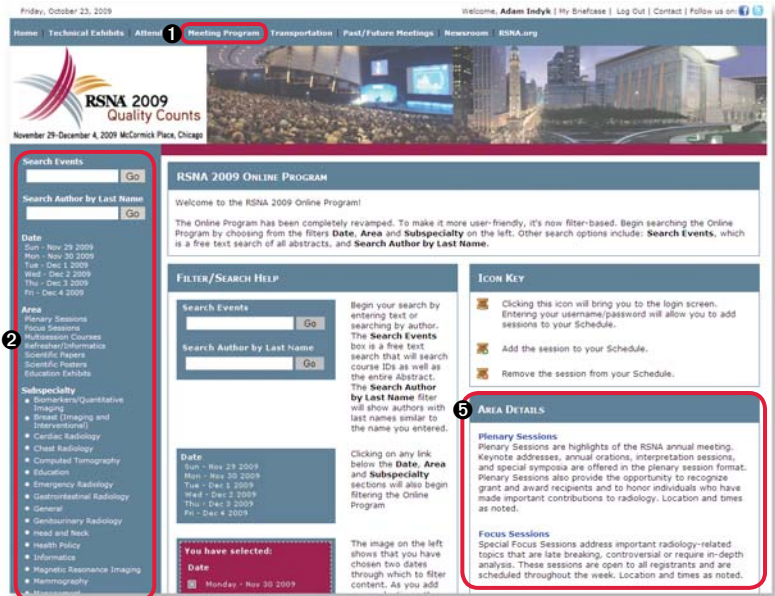 Friday, October 23, 2009
Welcome, Adam Indyk | My Briefcase | Log Out | Contact | Follow us on:
Home | Technical Exhibits | Attend
1
Meeting Program
Transportation | Past/Future Meetings | Newsroom | RSNA.org
RSNA 2009
Quality Counts
November 29–December 4, 2009 McCormick Place, Chicago
2
Search Events
Go
Search Author by Last Name
Go
Date
Sun - Nov 29 2009
Mon - Nov 30 2009
Tue - Dec 1 2009
Wed - Dec 2 2009
Thu - Dec 3 2009
Fri - Dec 4 2009
Area
Plenary Sessions
Focus Sessions
Multisession Courses
Refresher/Informatics
Scientific Papers
Scientific Posters
Education Exhibits
Subspecialty
Biomarkers/Quantitative
Imaging
Breast (Imaging and
Interventional)
Cardiac Radiology
Chest Radiology
Computed Tomography
Education
Emergency Radiology
Gastrointestinal Radiology
General
Genitourinary Radiology
Head and Neck
Health Policy
Informatics
Magnetic Resonance Imaging
Mammography
Management
RSNA 2009 Online Program
Welcome to the RSNA 2009 Online Program!
The Online Program has been completely revamped. To make it more user-friendly, it's now filter-based. Begin searching the Online
Program by choosing from the filters Date, Area and Subspecialty on the left. Other search options include: Search Events, which
is a free text search of all abstracts, and Search Author by Last Name.
Filter/Search Help
Search Events
Go
Search Author by Last Name
Go
Begin your search by
entering text or
searching by author.
The Search Events
box is a free text
search that will search
course IDs as well as
the entire Abstract.
The Search Author
by Last Name filter
will show authors with
last names similar to
the name you entered.
Date
Sun - Nov 29 2009
Mon - Nov 30 2009
Tue - Dec 1 2009
Wed - Dec 2 2009
Thu - Dec 3 2009
Fri - Dec 4 2009
Clicking on any link
below the Date, Area
and Subspecialty
sections will also begin
filtering the Online
Program
You have selected:
Date
Monday - Nov 30 2009
The image on the left
shows that you have
chosen two dates
through which to filter
content. As you add
Icon Key
Clicking this icon will bring you to the login screen.
Entering your username/password will allow you to add
sessions to your Schedule.
Add the session to your Schedule.
Remove the session from your Schedule.
5
Area Details
Plenary Sessions
Plenary Sessions are highlights of the RSNA annual meeting.
Keynote addresses, annual orations, interpretation sessions,
and special symposia are offered in the plenary session format.
Plenary Sessions also provide the opportunity to recognize
grant and award recipients and to honor individuals who have
made important contributions to radiology. Location and times
as noted.
Focus Sessions
Special Focus Sessions address important radiology-related
topics that are late breaking, controversial or require in-depth
analysis. These sessions are open to all registrants and are
scheduled throughout the week. Location and times as noted.